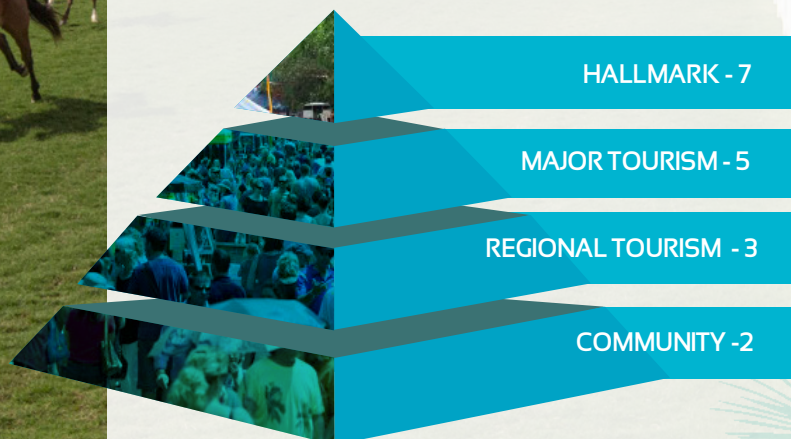 HALLMARK - 7
MAJOR TOURISM - 5
REGIONAL TOURISM - 3
COMMUNITY -2